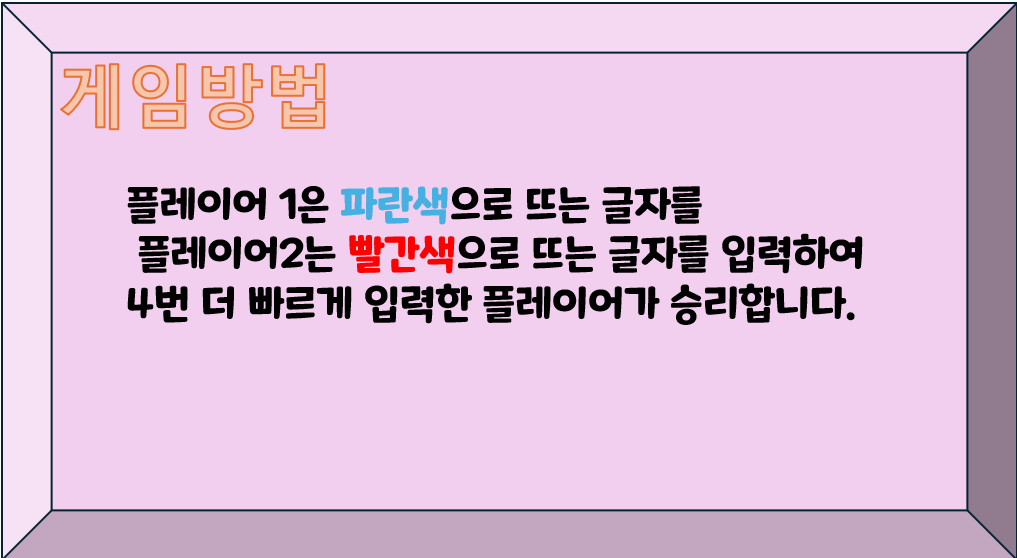 게임방법
플레이어 1은 파란색으로 뜨는 글자를
플레이어2는 빨간색으로 뜨는 글자를 입력하여
4번 더 빠르게 입력한 플레이어가 승리합니다.